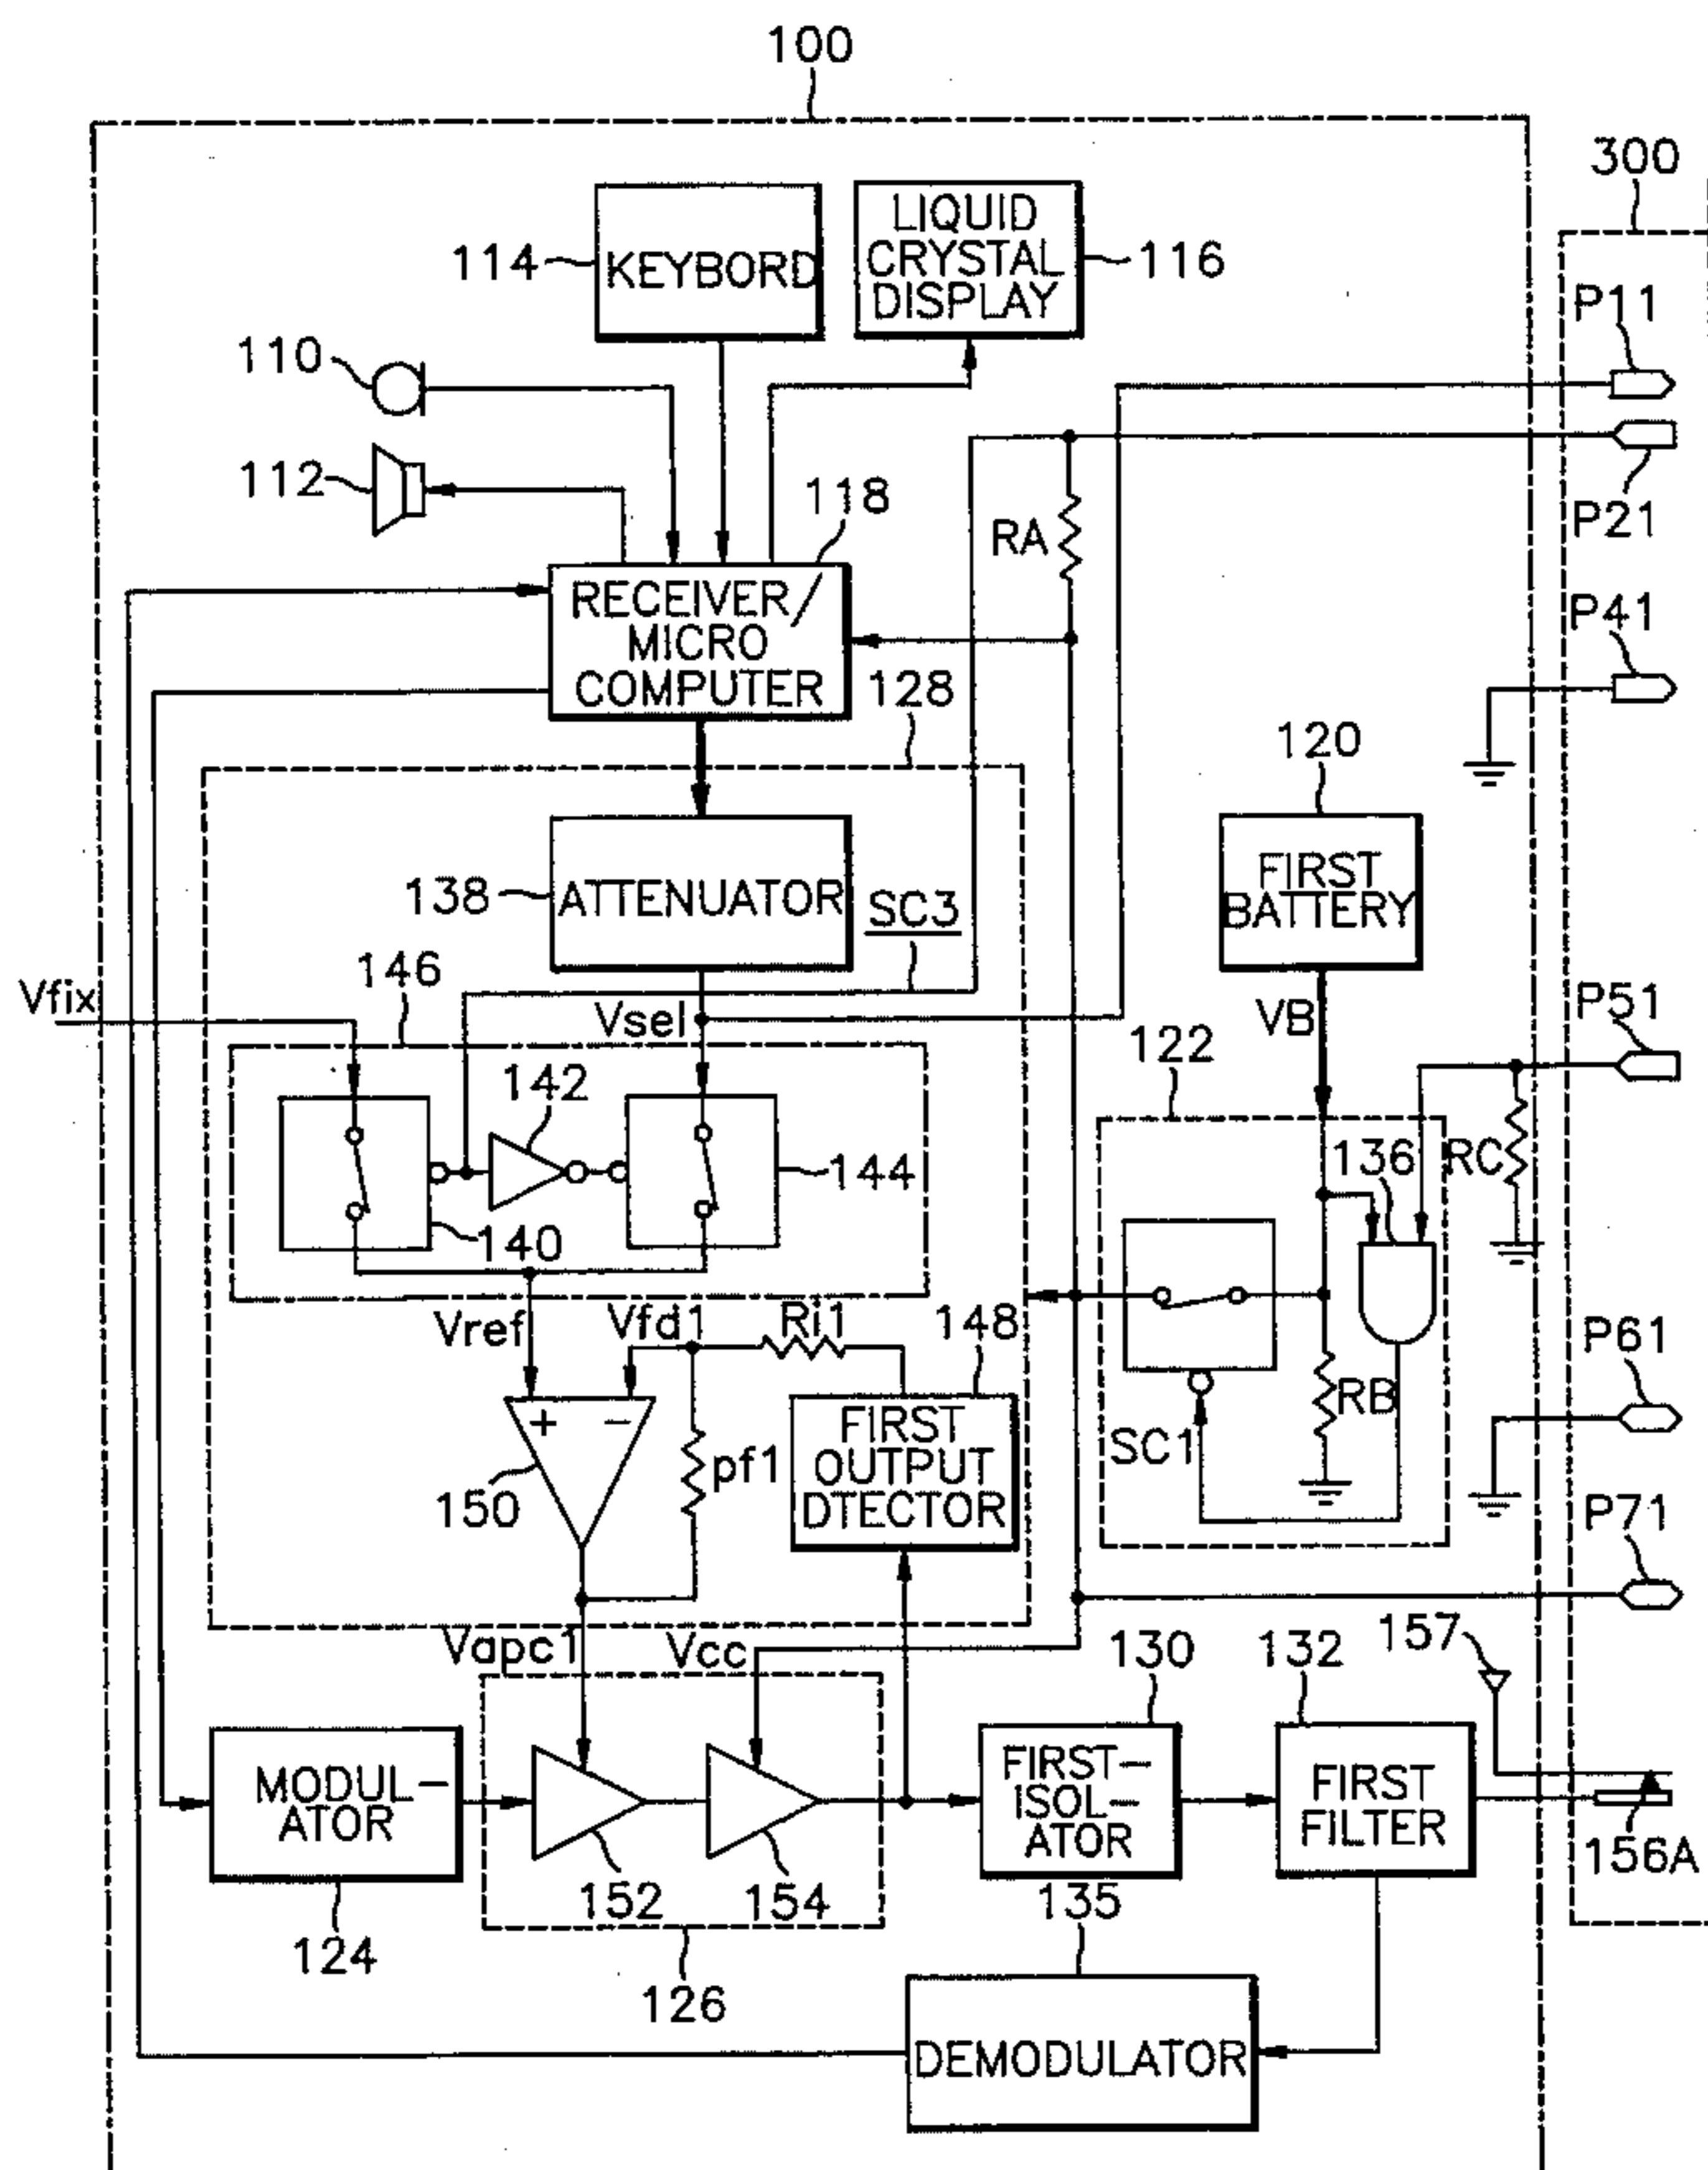 100
300
114
KEYBORD
LIQUID
CRYSTAL
DISPLAY
116
P11
110
112
118
RA
P21
RECEIVER/
MICRO
COMPUTER
128
P41
120
138
ATTENUATOR
SC3
FIRST
BATTERY
Vfix
146
Vsel
VB
122
P51
142
136
RC
144
140
Vref
Vfd1
Ri1
148
P61
+
-
FIRST
OUTPUT
DTECTOR
150
pf1
SC1
RB
P71
Vapc1
Vcc
130
132
157
MODUL-
ATOR
FIRST-
ISOL-
ATOR
FIRST
FILTER
152
154
135
156A
124
126
DEMODULATOR